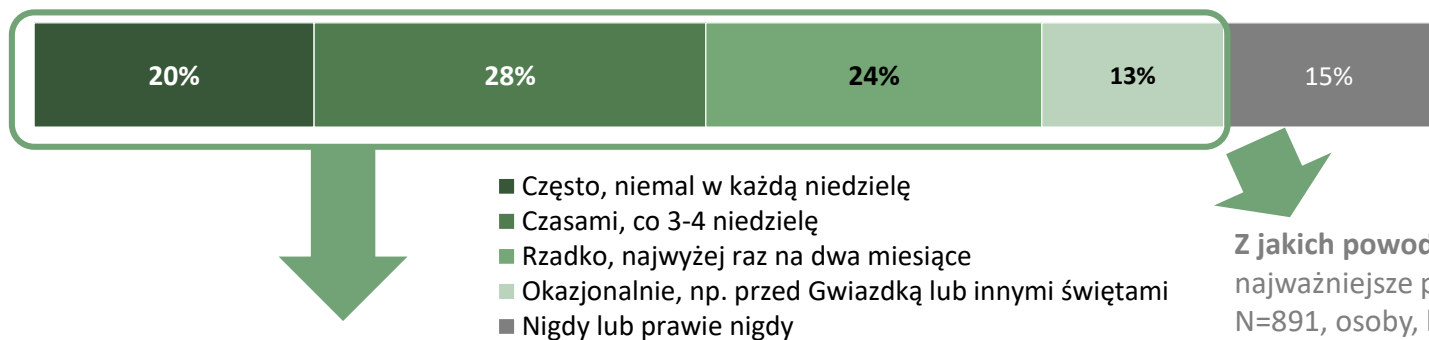 20% 28% 24% 13% 15%
Często, niemal w każdą niedzielę
Czasami, co 3-4 niedzielę
Rzadko, najwyżej raz na dwa miesiące
Okazjonalnie, np. przed Gwiazdką lub innymi świętami
Nigdy lub prawie nigdy
Z jakich
najważniejsze
N=891, osoby,